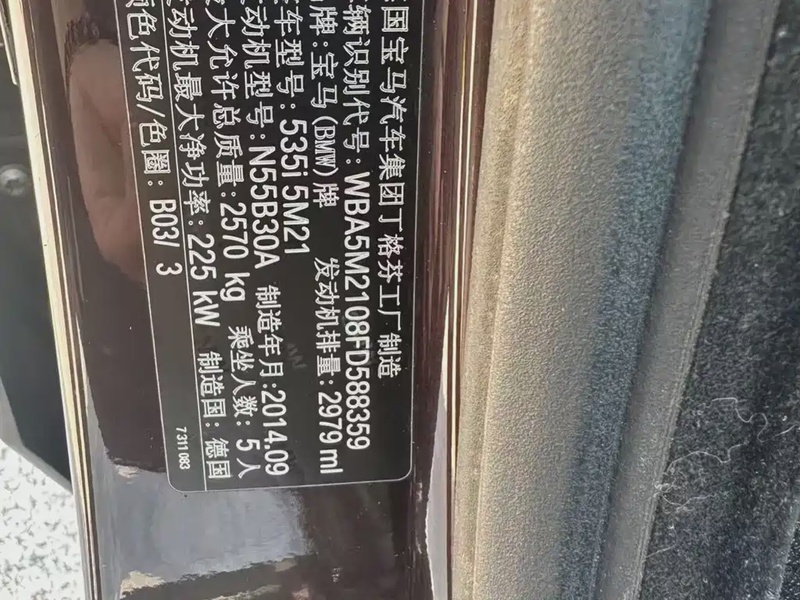 国宝马汽车集团丁格芬工厂制造
辆识别代号:WBA5M2108FD588359
牌:宝马(BMW)牌 发动机排量:2979 ml
车型号:535i 5M21
动机型号:N55B30A 制造年月:2014.09
大允许总质量:2570 kg 乘坐人数:5人
动机最大净功率:225 kW 制造国:德国
颜色代码/色圈:B03/ 3
7311 083